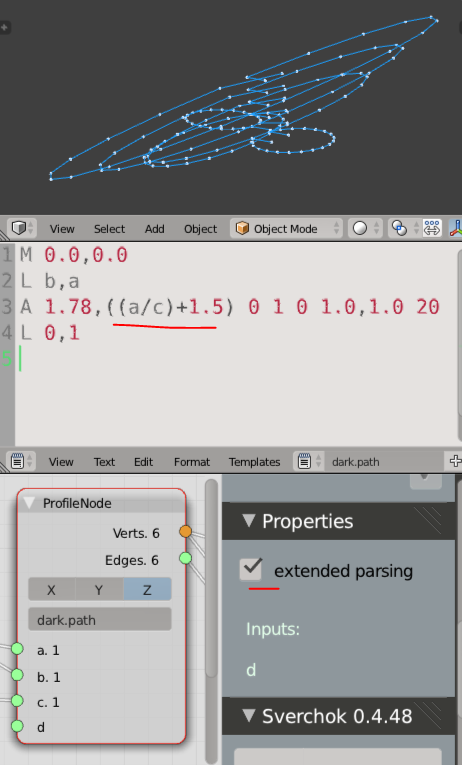 View Select Add Object Object Mode
1 M 0.0,0.0
2 L b,a
3 A 1.78,((a/c)+1.5) 0 1 0 1.0,1.0 20
4 L 0,1
5
View Text Edit Format Templates dark.path
ProfileNode
Verts. 6
Edges. 6
X Y Z
dark.path
a. 1
b. 1
c. 1
d
Properties
extended parsing
Inputs:
d
Sverchok 0.4.48